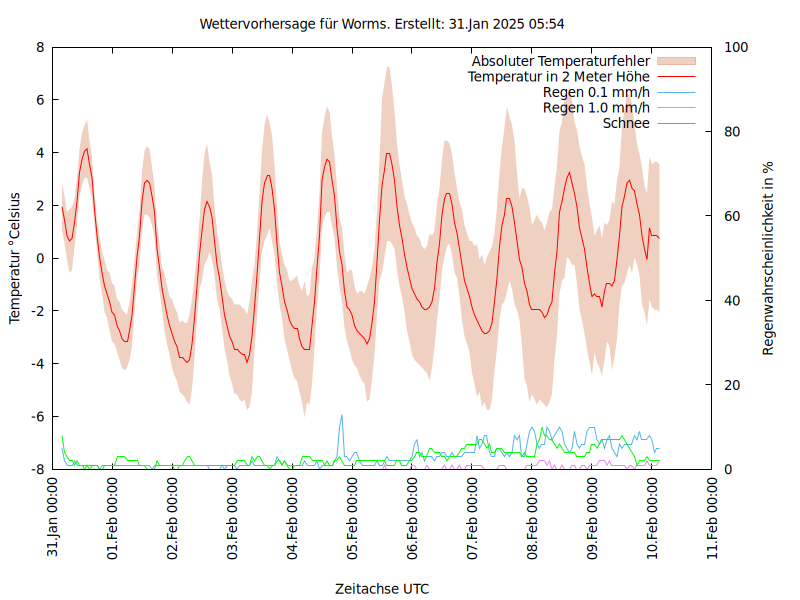 Wettervorhersage für Worms. Erstellt: 31.Jan 2025 05:54
Absoluter Temperaturfehler
Temperatur in 2 Meter Höhe
Regen 0.1 mm/h
Regen 1.0 mm/h
Schnee
Temperatur °Celsius
8
6
4
2
0
-2
-4
-6
-8
100
80
60
40
20
0
Regenwahrscheinlichkeit in %
31.Jan 00:00
01.Feb 00:00
02.Feb 00:00
03.Feb 00:00
04.Feb 00:00
05.Feb 00:00
06.Feb 00:00
07.Feb 00:00
08.Feb 00:00
09.Feb 00:00
10.Feb 00:00
11.Feb 00:00
Zeitachse UTC